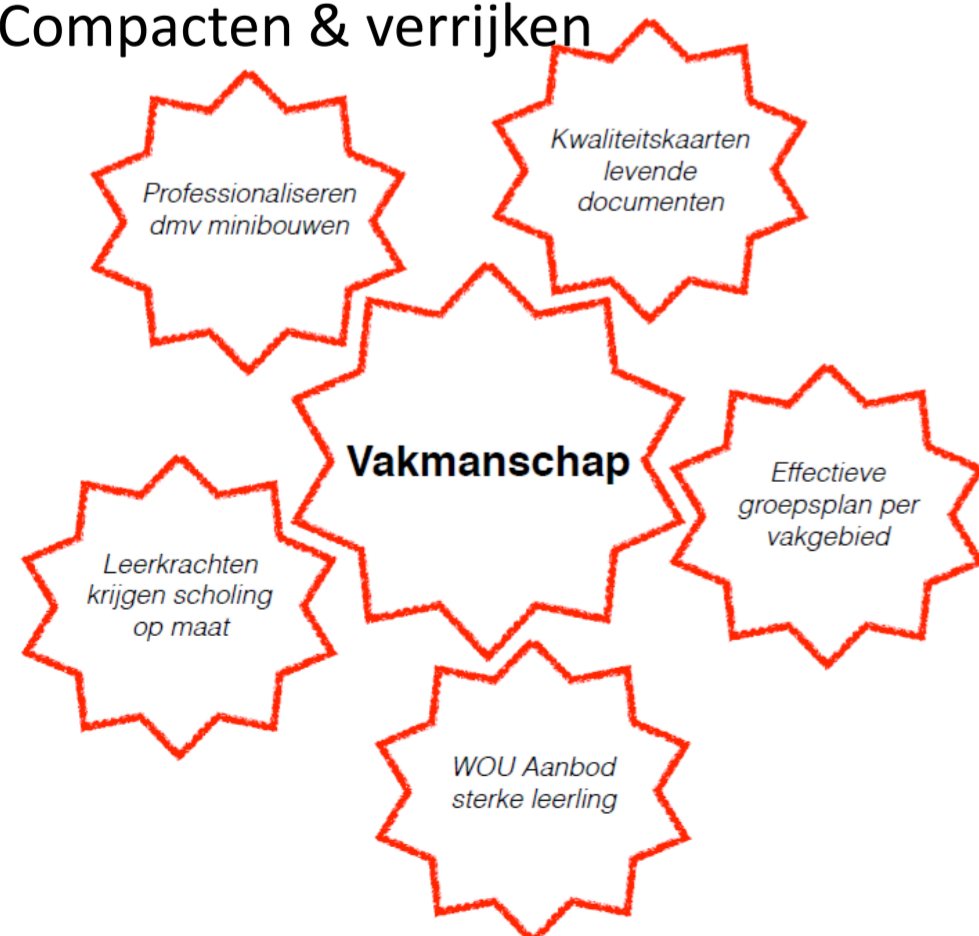 Compacten & verrijken
Professionaliseren
dmv minibouwen
Kwaliteitskaarten
levende
documenten
Vakmanschap
Effectieve
groepsplan per
vakgebied
Leerkrachten
krijgen scholing
op maat
WOU Aanbod
sterke leerling